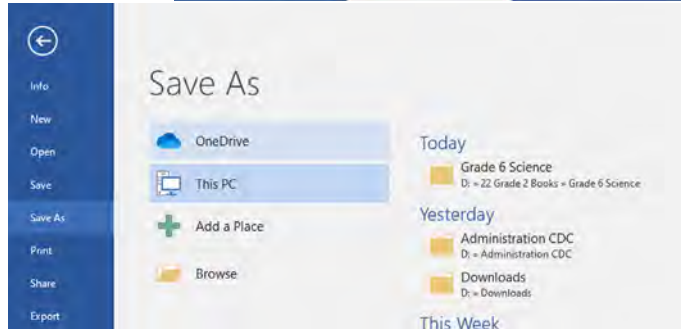 Info
New
Open
Save
Save As
Print
Share
Export
Save As
OneDrive
This PC
Add a Place
Browse
Today
Grade 6 Science
D: » 22 Grade 2 Books » Grade 6 Science
Yesterday
Administration CDC
D: » Administration CDC
Downloads
D: » Downloads
This Week